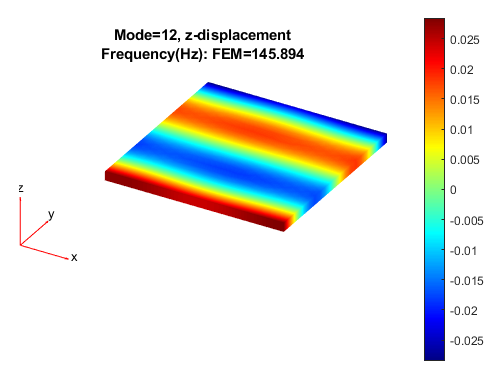 Mode=12, z-displacement
Frequency(Hz): FEM=145.894
0.025
0.02
0.015
0.01
0.005
0
-0.005
-0.01
-0.015
-0.02
-0.025
z
y
x